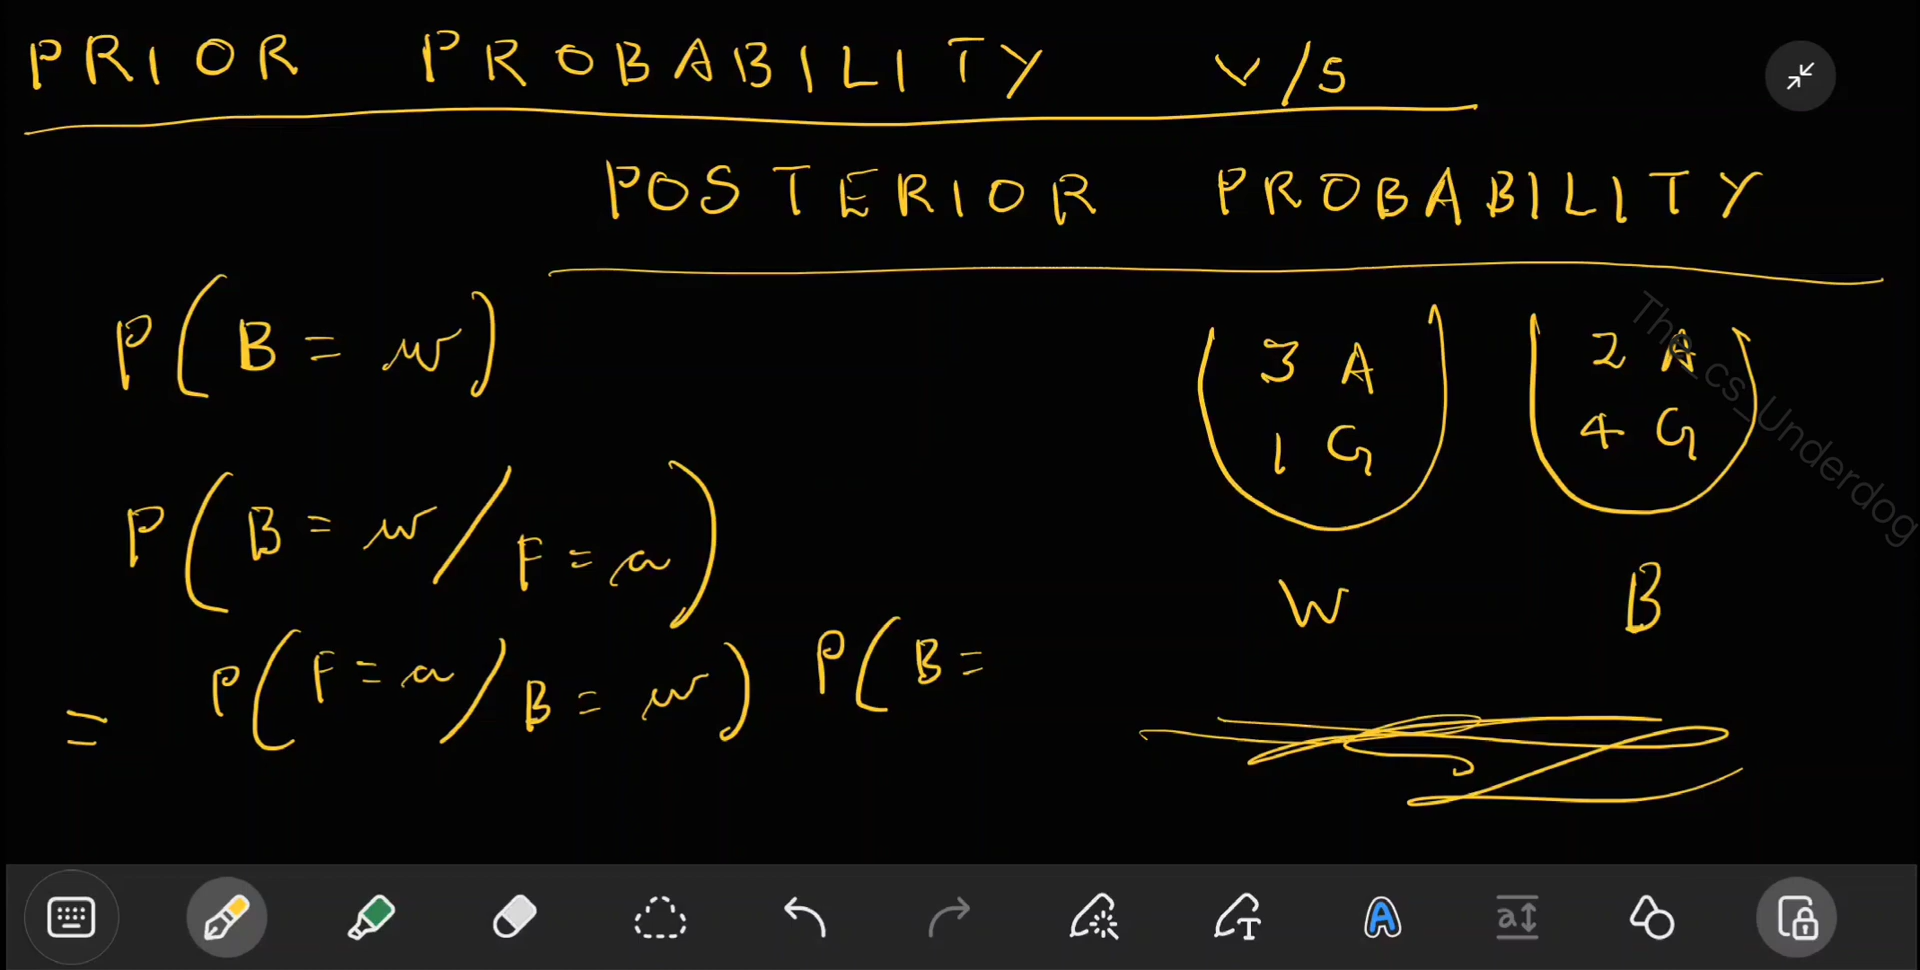 PRIOR PROBABILITY V/S
POSTERIOR PROBABILITY
P(B = w)
P(B = w / F = a)
= P(F = a / B = w) P(B =
3 A
1 G
W
2 A
4 G
B
The_cs_Underdog